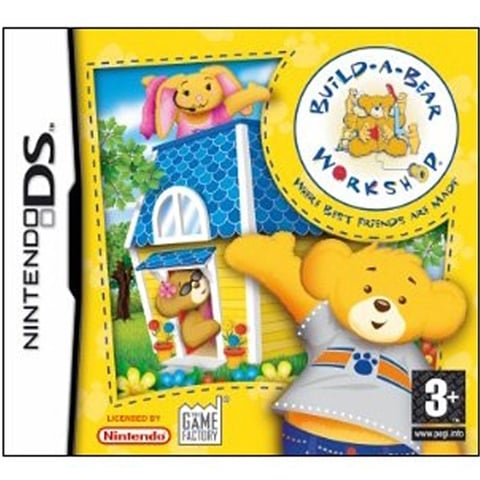 NINTENDO DS™
BUILD-A-BEAR
WORKSHOP®
WHERE BEST FRIENDS ARE MADE®
LICENSED BY
Nintendo
THE
GAME
FACTORY
3+
www.pegi.info